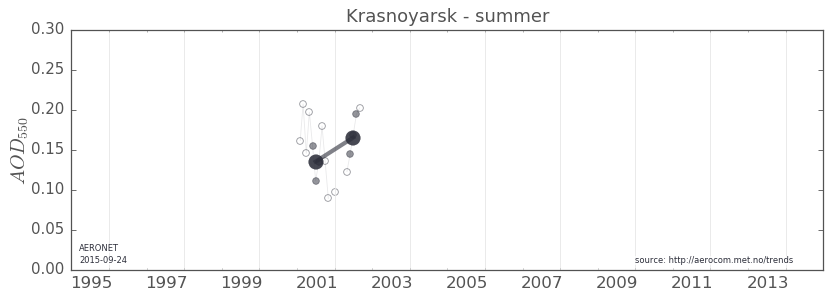 Krasnoyarsk - summer
0.30
0.25
0.20
0.15
0.10
0.05
0.00
AOD550
AERONET
2015-09-24
source: http://aerocom.met.no/trends
1995 1997 1999 2001 2003 2005 2007 2009 2011 2013